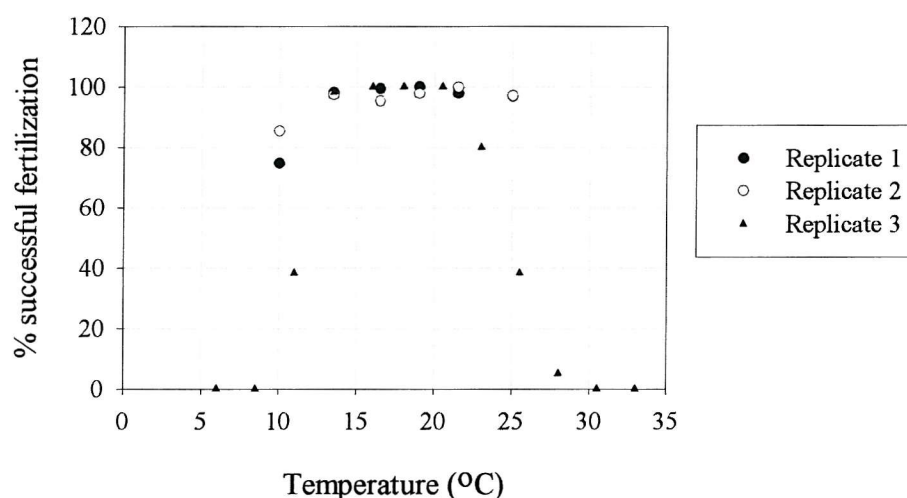 120
100
80
60
40
20
0
% successful fertilization
0 5 10 15 20 25 30 35
Temperature (°C)
Replicate 1
Replicate 2
Replicate 3